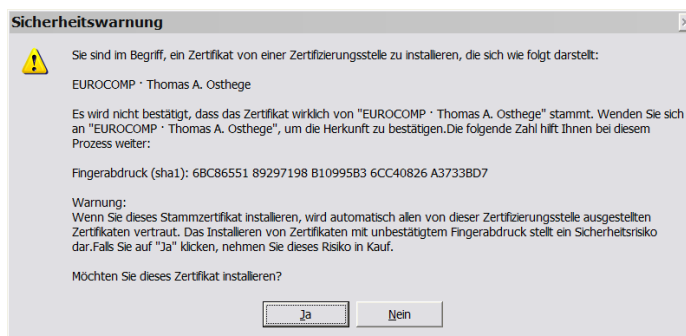 Sicherheitswarnung
Sie sind im Begriff, ein Zertifikat von einer Zertifizierungsstelle zu installieren, die sich wie folgt darstellt:
EUROCOMP · Thomas A. Osthege
Es wird nicht bestätigt, dass das Zertifikat wirklich von "EUROCOMP · Thomas A. Osthege" stammt. Wenden Sie sich
an "EUROCOMP · Thomas A. Osthege", um die Herkunft zu bestätigen.Die folgende Zahl hilft Ihnen bei diesem
Prozess weiter:
Fingerabdruck (sha1): 6BC86551 89297198 B10995B3 6CC40826 A3733BD7
Warnung:
Wenn Sie dieses Stammzertifikat installieren, wird automatisch allen von dieser Zertifizierungsstelle ausgestellten
Zertifikaten vertraut. Das Installieren von Zertifikaten mit unbestätigtem Fingerabdruck stellt ein Sicherheitsrisiko
dar.Falls Sie auf "Ja" klicken, nehmen Sie dieses Risiko in Kauf.
Möchten Sie dieses Zertifikat installieren?
Ja
Nein